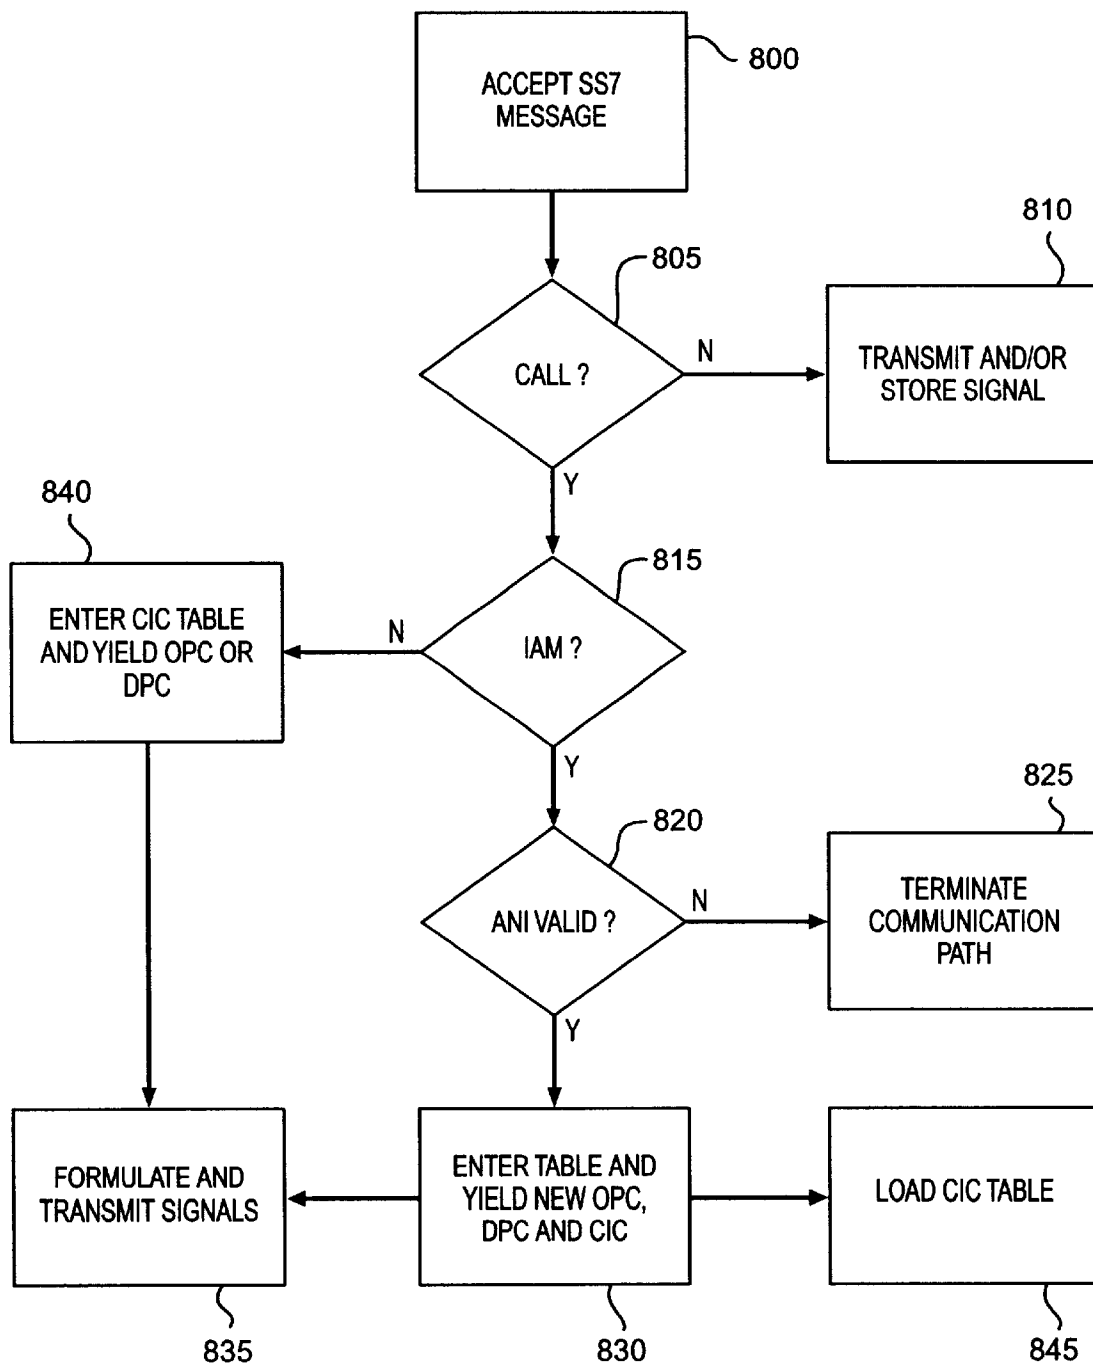 ACCEPT SS7
MESSAGE
800
CALL ?
805
N
Y
810
TRANSMIT AND/OR
STORE SIGNAL
IAM ?
815
N
Y
840
ENTER CIC TABLE
AND YIELD OPC OR
DPC
ANI VALID ?
820
N
Y
825
TERMINATE
COMMUNICATION
PATH
FORMULATE AND
TRANSMIT SIGNALS
835
ENTER TABLE AND
YIELD NEW OPC,
DPC AND CIC
830
LOAD CIC TABLE
845